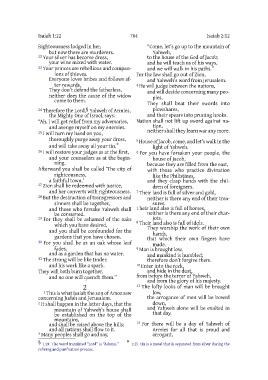 Isaiah 1:22
784
Isaiah 2:12
Righteousness lodged in her,
but now there are murderers.
22 Your silver has become dross,
your wine mixed with water.
23 Your princes are rebellious and compan-
ions of thieves.
Everyone loves bribes and follows af-
ter rewards.
They don't defend the fatherless,
neither does the cause of the widow
come to them.
24 Therefore the Lord,§ Yahweh of Armies,
the Mighty One of Israel, says:
"Ah, I will get relief from my adversaries,
and avenge myself on my enemies.
25 I will turn my hand on you,
thoroughly purge away your dross,
and will take away all your tin.*
26 I will restore your judges as at the first,
and your counselors as at the begin-
ning.
Afterward you shall be called 'The city of
righteousness,
a faithful town.'
27 Zion shall be redeemed with justice,
and her converts with righteousness.
28 But the destruction of transgressors and
sinners shall be together,
and those who forsake Yahweh shall
be consumed.
29 For they shall be ashamed of the oaks
which you have desired,
and you shall be confounded for the
gardens that you have chosen.
30 For you shall be as an oak whose leaf
fades,
and as a garden that has no water.
31 The strong will be like tinder,
and his work like a spark.
They will both burn together,
and no one will quench them."
2
1 This is what Isaiah the son of Amoz saw
concerning Judah and Jerusalem.
2 It shall happen in the latter days, that the
mountain of Yahweh's house shall
be established on the top of the
mountains,
and shall be raised above the hills;
and all nations shall flow to it.
3 Many peoples shall go and say,
"Come, let's go up to the mountain of
Yahweh,
to the house of the God of Jacob;
and he will teach us of his ways,
and we will walk in his paths."
For the law shall go out of Zion,
and Yahweh's word from Jerusalem.
4 He will judge between the nations,
and will decide concerning many peo-
ples.
They shall beat their swords into
plowshares,
and their spears into pruning hooks.
Nation shall not lift up sword against na-
tion,
neither shall they learn war any more.
5 House of Jacob, come, and let's walk in the
light of Yahweh.
6 For you have forsaken your people, the
house of Jacob,
because they are filled from the east,
with those who practice divination
like the Philistines,
and they clasp hands with the chil-
dren of foreigners.
7 Their land is full of silver and gold,
neither is there any end of their trea-
sures.
Their land also is full of horses,
neither is there any end of their chari-
ots.
8 Their land also is full of idols.
They worship the work of their own
hands,
that which their own fingers have
made.
9 Man is brought low,
and mankind is humbled;
therefore don't forgive them.
10 Enter into the rock,
and hide in the dust,
from before the terror of Yahweh,
and from the glory of his majesty.
11 The lofty looks of man will be brought
low,
the arrogance of men will be bowed
down,
and Yahweh alone will be exalted in
that day.
12 For there will be a day of Yahweh of
Armies for all that is proud and
arrogant,
§ 1:24 The word translated "Lord" is "Adonai." * 1:25 tin is a metal that is separated from silver during the
refining and purification process.